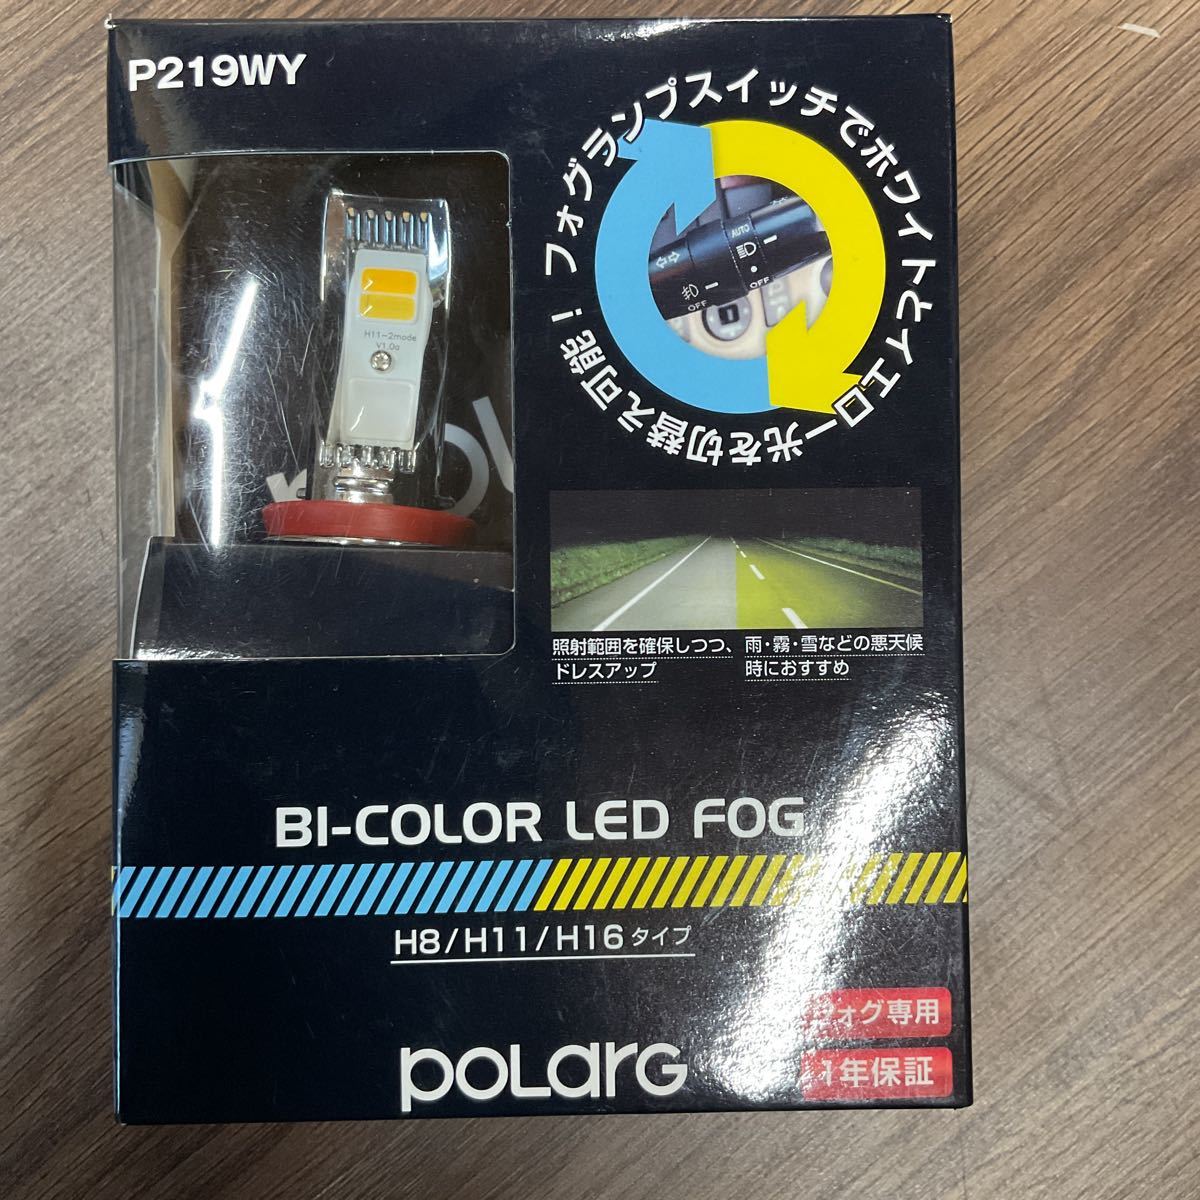 P219WY
フォグランプスイッチでホワイトとイエロー光を切替え可能！
AUTO
OFF
OFF
H11-2mode
V1.0a
照射範囲を確保しつつ、
ドレスアップ
雨・霧・雪などの悪天候
時におすすめ
BI-COLOR LED FOG
H8/H11/H16タイプ
POLARG
フォグ専用
1年保証